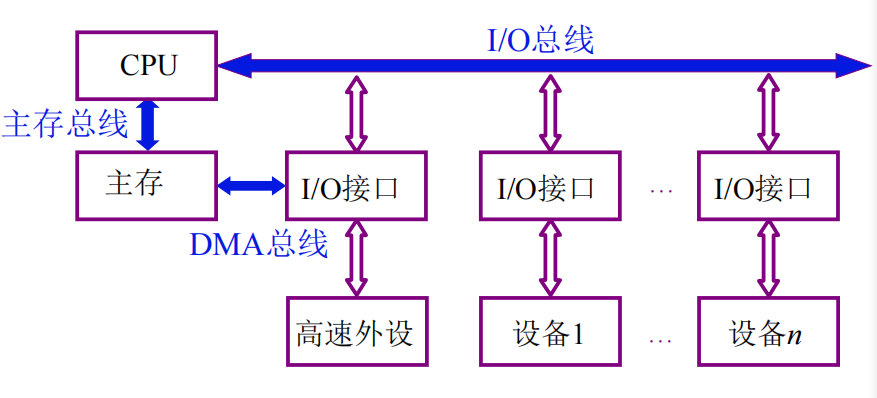 I/O总线
CPU
主存总线
主存
I/O接口
I/O接口
...
I/O接口
DMA总线
高速外设
设备1
...
设备n